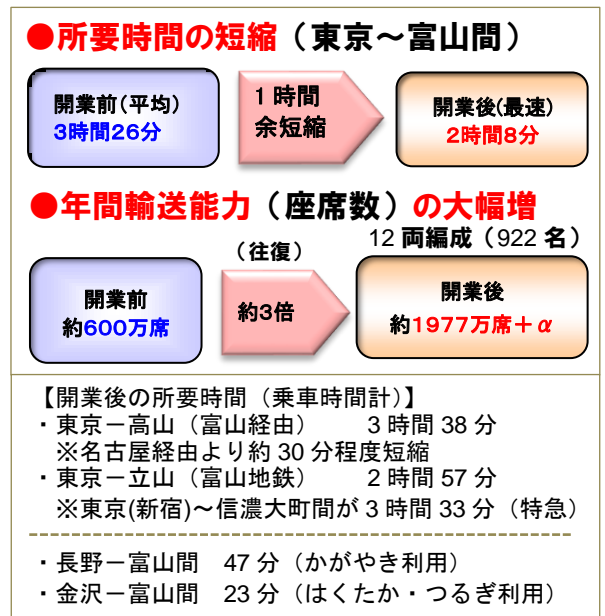 ●所要時間の短縮（東京～富山間）
開業前（平均）
3時間26分
1時間
余短縮
開業後(最速)
2時間8分
●年間輸送能力（座席数）の大幅増
12両編成（922名）
（往復）
開業前
約600万席
約3倍
開業後
約1977万席＋α
【開業後の所要時間（乗車時間計）】
・東京－高山（富山経由）　3時間38分
※名古屋経由より約30分程度短縮
・東京－立山（富山地鉄）　2時間57分
※東京(新宿)～信濃大町間が3時間33分（特急）
・長野－富山間　47分（かがやき利用）
・金沢－富山間　23分（はくたか・つるぎ利用）